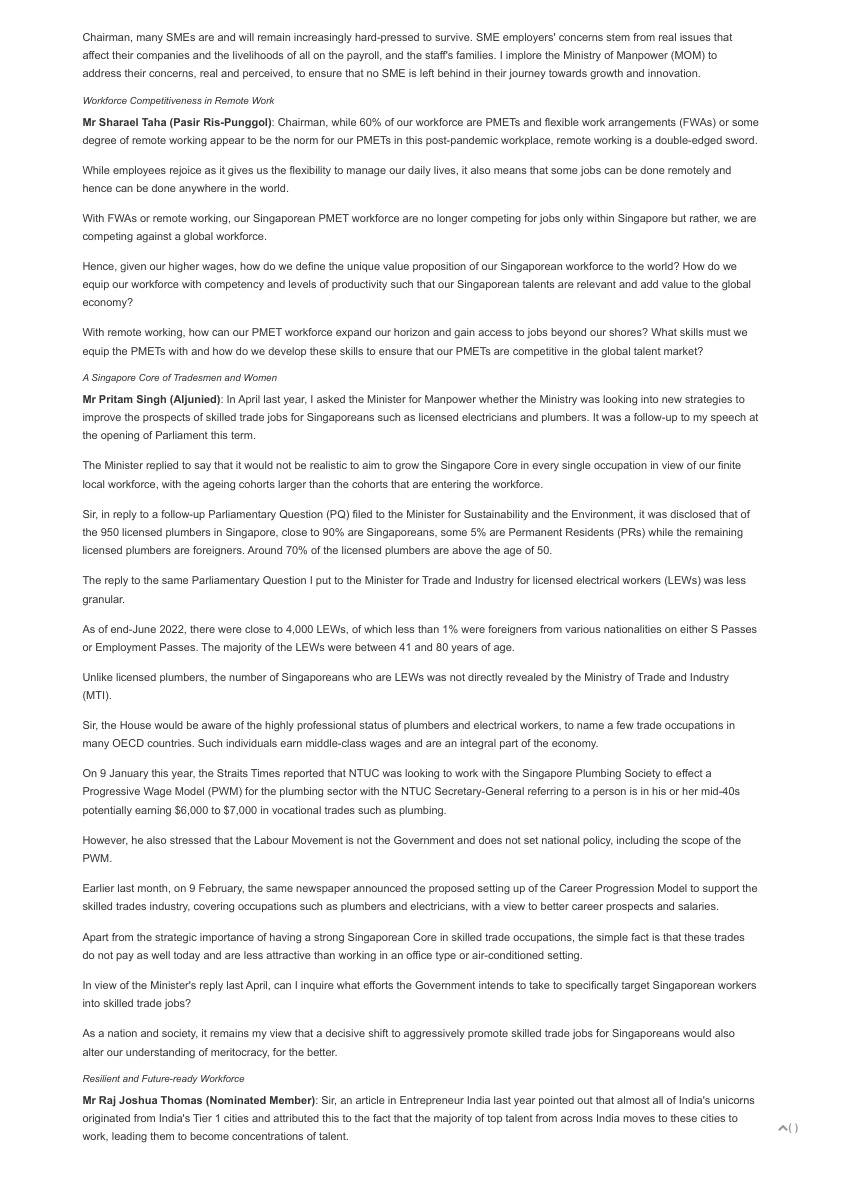 Chairman, many SMEs are and will remain increasingly hard-pressed to survive. SME employers' concerns stem from real issues that
affect their companies and the livelihoods of all on the payroll, and the staff's families. I implore the Ministry of Manpower (MOM) to
address their concerns, real and perceived, to ensure that no SME is left behind in their journey towards growth and innovation.
Workforce Competitiveness in Remote Work
Mr Sharael Taha (Pasir Ris-Punggol): Chairman, while 60% of our workforce are PMETs and flexible work arrangements (FWAs) or some
degree of remote working appear to be the norm for our PMETs in this post-pandemic workplace, remote working is a double-edged sword.
While employees rejoice as it gives us the flexibility to manage our daily lives, it also means that some jobs can be done remotely and
hence can be done anywhere in the world.
With FWAs or remote working, our Singaporean PMET workforce are no longer competing for jobs only within Singapore but rather, we are
competing against a global workforce.
Hence, given our higher wages, how do we define the unique value proposition of our Singaporean workforce to the world? How do we
equip our workforce with competency and levels of productivity such that our Singaporean talents are relevant and add value to the global
economy?
With remote working, how can our PMET workforce expand our horizon and gain access to jobs beyond our shores? What skills must we
equip the PMETs with and how do we develop these skills to ensure that our PMETs are competitive in the global talent market?
A Singapore Core of Tradesmen and Women
Mr Pritam Singh (Aljunied): In April last year, I asked the Minister for Manpower whether the Ministry was looking into new strategies to
improve the prospects of skilled trade jobs for Singaporeans such as licensed electricians and plumbers. It was a follow-up to my speech at
the opening of Parliament this term.
The Minister replied to say that it would not be realistic to aim to grow the Singapore Core in every single occupation in view of our finite
local workforce, with the ageing cohorts larger than the cohorts that are entering the workforce.
Sir, in reply to a follow-up Parliamentary Question (PQ) filed to the Minister for Sustainability and the Environment, it was disclosed that of
the 950 licensed plumbers in Singapore, close to 90% are Singaporeans, some 5% are Permanent Residents (PRs) while the remaining
licensed plumbers are foreigners. Around 70% of the licensed plumbers are above the age of 50.
The reply to the same Parliamentary Question I put to the Minister for Trade and Industry for licensed electrical workers (LEWs) was less
granular.
As of end-June 2022, there were close to 4,000 LEWs, of which less than 1% were foreigners from various nationalities on either S Passes
or Employment Passes. The majority of the LEWs were between 41 and 80 years of age.
Unlike licensed plumbers, the number of Singaporeans who are LEWs was not directly revealed by the Ministry of Trade and Industry
(MTI).
Sir, the House would be aware of the highly professional status of plumbers and electrical workers, to name a few trade occupations in
many OECD countries. Such individuals earn middle-class wages and are an integral part of the economy.
On 9 January this year, the Straits Times reported that NTUC was looking to work with the Singapore Plumbing Society to effect a
Progressive Wage Model (PWM) for the plumbing sector with the NTUC Secretary-General referring to a person is in his or her mid-40s
potentially earning $6,000 to $7,000 in vocational trades such as plumbing.
However, he also stressed that the Labour Movement is not the Government and does not set national policy, including the scope of the
PWM.
Earlier last month, on 9 February, the same newspaper announced the proposed setting up of the Career Progression Model to support the
skilled trades industry, covering occupations such as plumbers and electricians, with a view to better career prospects and salaries.
Apart from the strategic importance of having a strong Singaporean Core in skilled trade occupations, the simple fact is that these trades
do not pay as well today and are less attractive than working in an office type or air-conditioned setting.
In view of the Minister's reply last April, can I inquire what efforts the Government intends to take to specifically target Singaporean workers
into skilled trade jobs?
As a nation and society, it remains my view that a decisive shift to aggressively promote skilled trade jobs for Singaporeans would also
alter our understanding of meritocracy, for the better.
Resilient and Future-ready Workforce
Mr Raj Joshua Thomas (Nominated Member): Sir, an article in Entrepreneur India last year pointed out that almost all of India's unicorns
originated from India's Tier 1 cities and attributed this to the fact that the majority of top talent from across India moves to these cities to
work, leading them to become concentrations of talent.
( )